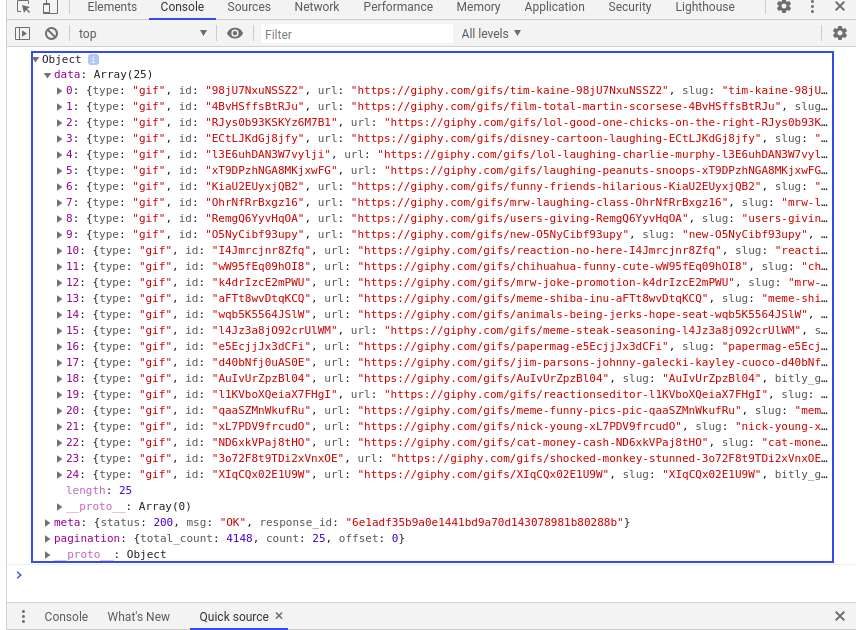 Elements Console Sources Network Performance Memory Application Security Lighthouse
top Filter All levels
Object i
data: Array(25)
0: {type: "gif", id: "98jU7NxuNSSZ2", url: "https://giphy.com/gifs/tim-kaine-98jU7NxuNSSZ2", slug: "tim-kaine-98jU…
1: {type: "gif", id: "4BvHSffsBtRJu", url: "https://giphy.com/gifs/film-total-martin-scorsese-4BvHSffsBtRJu", slug…
2: {type: "gif", id: "RJys0b93KSKYz6M7B1", url: "https://giphy.com/gifs/lol-good-one-chicks-on-the-right-RJys0b93K…
3: {type: "gif", id: "ECtLJKdGj8jfy", url: "https://giphy.com/gifs/disney-cartoon-laughing-ECtLJKdGj8jfy", slug: "…
4: {type: "gif", id: "l3E6uhDAN3W7vylji", url: "https://giphy.com/gifs/lol-laughing-charlie-murphy-l3E6uhDAN3W7vyl…
5: {type: "gif", id: "xT9DPzhNGA8MKjxwFG", url: "https://giphy.com/gifs/laughing-peanuts-snoops-xT9DPzhNGA8MKjxwFG…
6: {type: "gif", id: "KiaU2EUyxjQB2", url: "https://giphy.com/gifs/funny-friends-hilarious-KiaU2EUyxjQB2", slug: "…
7: {type: "gif", id: "OhrNfRrBxgz16", url: "https://giphy.com/gifs/mrw-laughing-class-OhrNfRrBxgz16", slug: "mrw-l…
8: {type: "gif", id: "RemgQ6YyvHqOA", url: "https://giphy.com/gifs/users-giving-RemgQ6YyvHqOA", slug: "users-givin…
9: {type: "gif", id: "O5NyCibf93upy", url: "https://giphy.com/gifs/new-O5NyCibf93upy", slug: "new-O5NyCibf93upy", …
10: {type: "gif", id: "I4Jmrcjnr8Zfq", url: "https://giphy.com/gifs/reaction-no-here-I4Jmrcjnr8Zfq", slug: "reacti…
11: {type: "gif", id: "wW95fEq09hOI8", url: "https://giphy.com/gifs/chihuahua-funny-cute-wW95fEq09hOI8", slug: "ch…
12: {type: "gif", id: "k4drIzcE2mPWU", url: "https://giphy.com/gifs/mrw-joke-promotion-k4drIzcE2mPWU", slug: "mrw-…
13: {type: "gif", id: "aFTt8wvDtqKCQ", url: "https://giphy.com/gifs/meme-shiba-inu-aFTt8wvDtqKCQ", slug: "meme-shi…
14: {type: "gif", id: "wqb5K5564JSlW", url: "https://giphy.com/gifs/animals-being-jerks-hope-seat-wqb5K5564JSlW", …
15: {type: "gif", id: "l4Jz3a8jO92crUlWM", url: "https://giphy.com/gifs/meme-steak-seasoning-l4Jz3a8jO92crUlWM", s…
16: {type: "gif", id: "e5EcjjJx3dCFi", url: "https://giphy.com/gifs/papermag-e5EcjjJx3dCFi", slug: "papermag-e5Ecj…
17: {type: "gif", id: "d40bNfj0uAS0E", url: "https://giphy.com/gifs/jim-parsons-johnny-galecki-kayley-cuoco-d40bNf…
18: {type: "gif", id: "AuIvUrZpzBl04", url: "https://giphy.com/gifs/AuIvUrZpzBl04", slug: "AuIvUrZpzBl04", bitly_g…
19: {type: "gif", id: "l1KVboXQeiaX7FHgI", url: "https://giphy.com/gifs/reactionseditor-l1KVboXQeiaX7FHgI", slug: …
20: {type: "gif", id: "qaaSZMnWkufRu", url: "https://giphy.com/gifs/meme-funny-pics-pic-qaaSZMnWkufRu", slug: "mem…
21: {type: "gif", id: "xL7PDV9frcudO", url: "https://giphy.com/gifs/nick-young-xL7PDV9frcudO", slug: "nick-young-x…
22: {type: "gif", id: "ND6xkVPaj8tHO", url: "https://giphy.com/gifs/cat-money-cash-ND6xkVPaj8tHO", slug: "cat-mone…
23: {type: "gif", id: "3o72F8t9TDi2xVnxOE", url: "https://giphy.com/gifs/shocked-monkey-stunned-3o72F8t9TDi2xVnxOE…
24: {type: "gif", id: "XIqCQx02E1U9W", url: "https://giphy.com/gifs/XIqCQx02E1U9W", slug: "XIqCQx02E1U9W", bitly_g…
length: 25
__proto__: Array(0)
meta: {status: 200, msg: "OK", response_id: "6e1adf35b9a0e1441bd9a70d143078981b80288b"}
pagination: {total_count: 4148, count: 25, offset: 0}
__proto__: Object
Console What's New Quick source